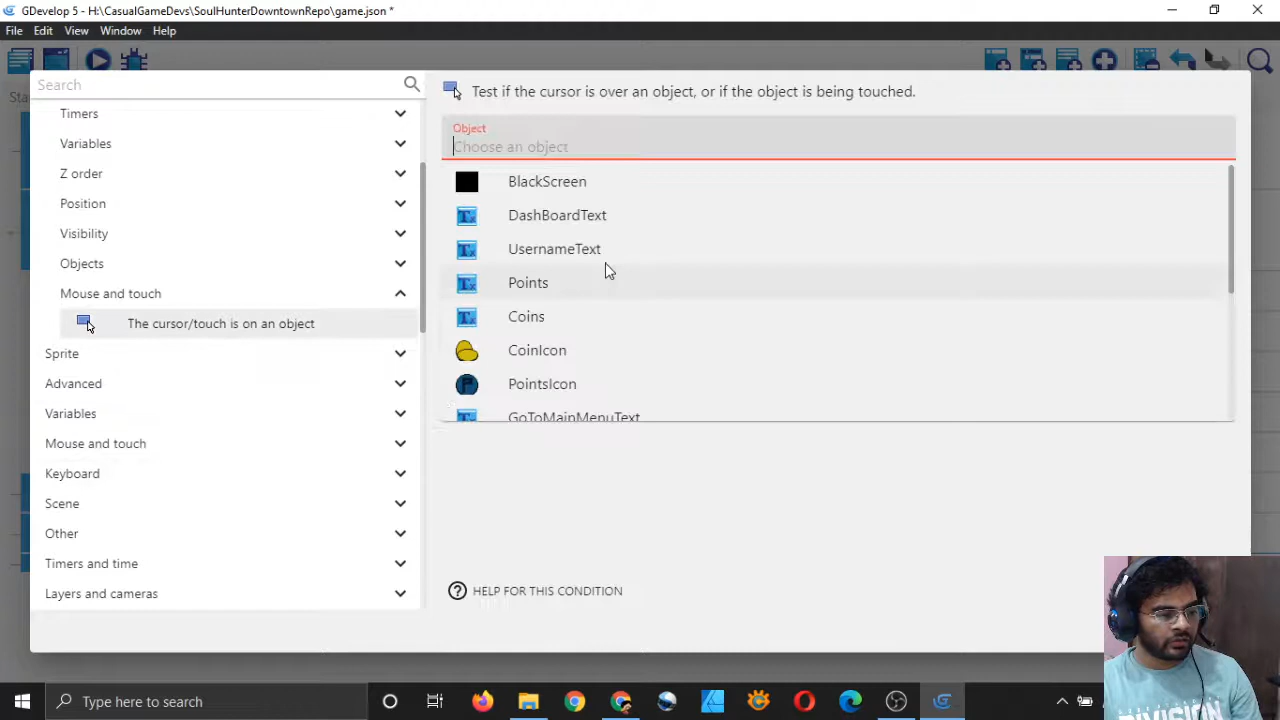 GDevelop 5 - H:\CasualGameDevs\SoulHunterDowntownRepo\game.json *
File Edit View Window Help
Search
Timers
Variables
Z order
Position
Visibility
Objects
Mouse and touch
The cursor/touch is on an object
Sprite
Advanced
Variables
Mouse and touch
Keyboard
Scene
Other
Timers and time
Layers and cameras
Test if the cursor is over an object, or if the object is being touched.
Object
Choose an object
BlackScreen
DashBoardText
UsernameText
Points
Coins
CoinIcon
PointsIcon
GoToMainMenuText
HELP FOR THIS CONDITION
Type here to search